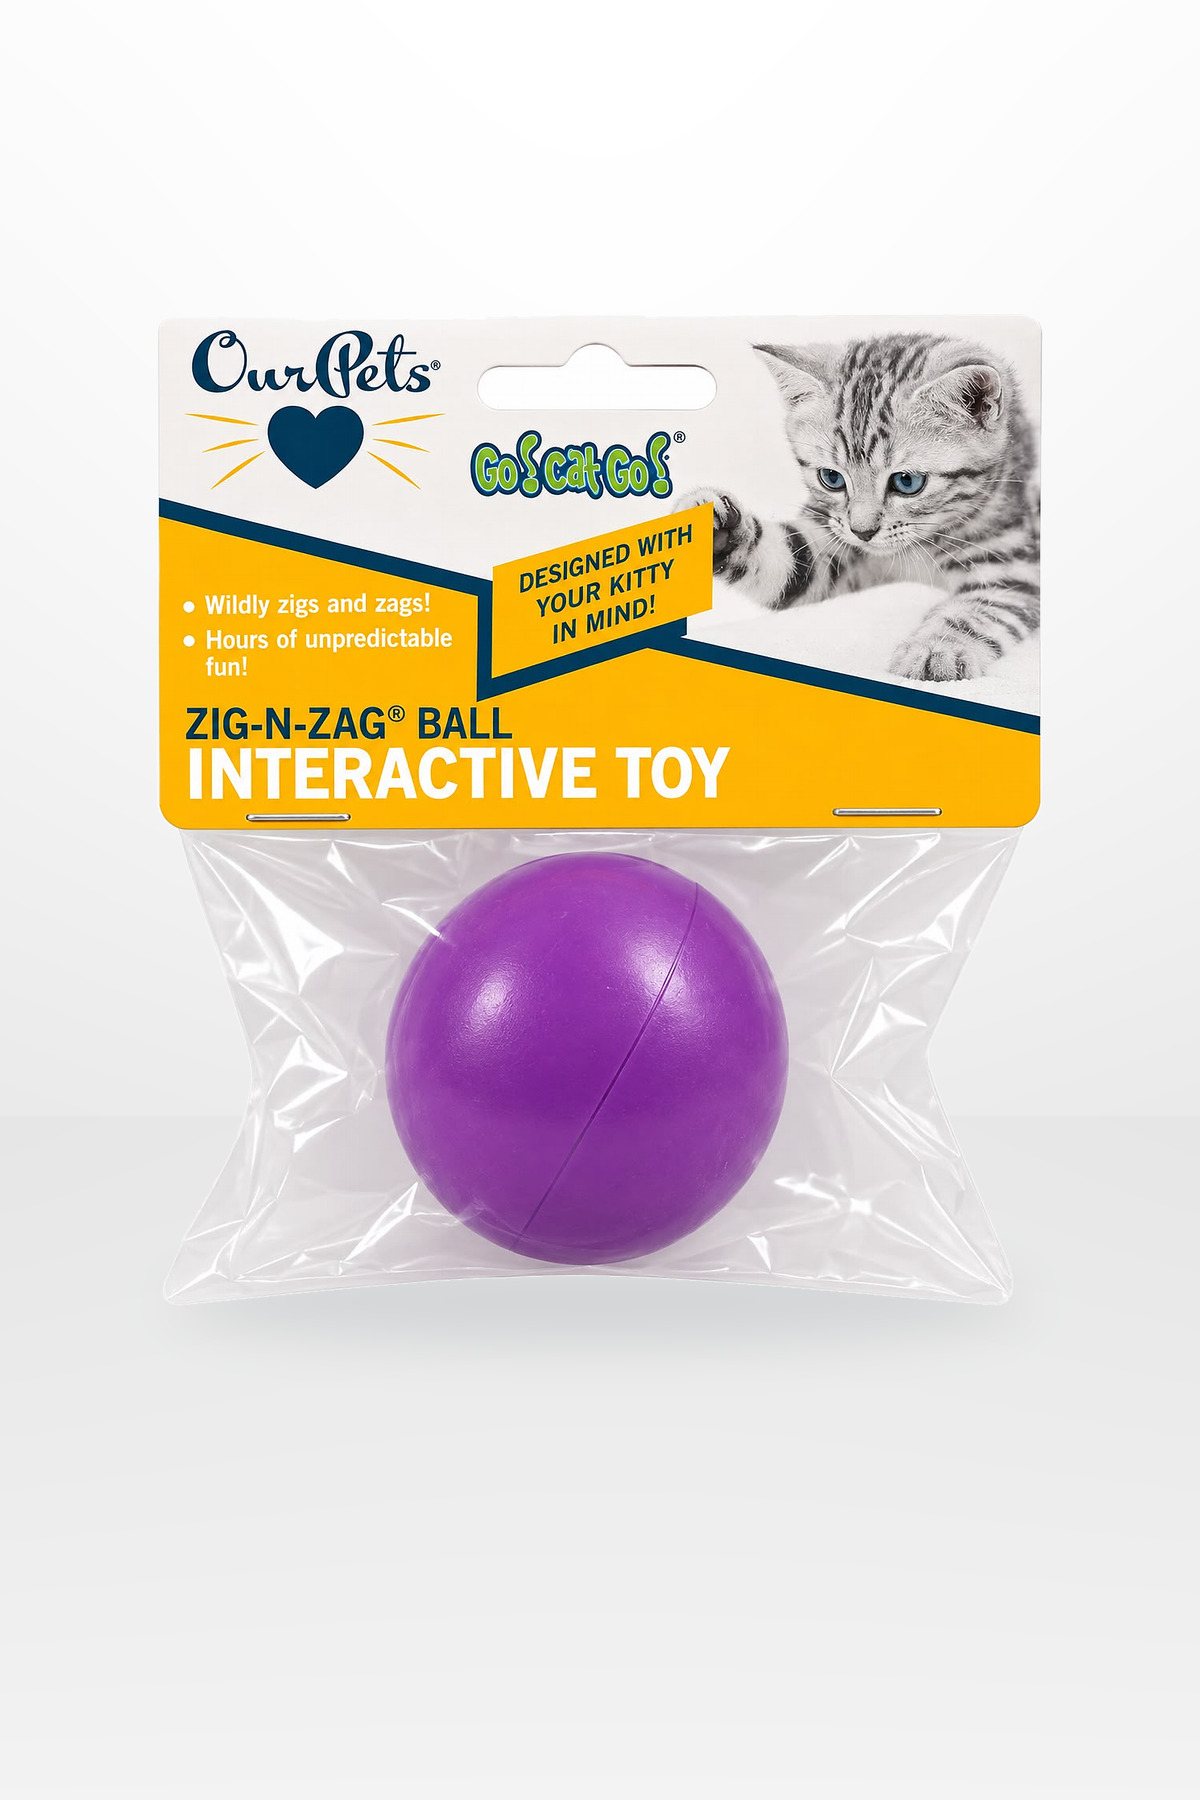 OurPets®
Go! Cat Go!®
DESIGNED WITH
YOUR KITTY
IN MIND!
• Wildly zigs and zags!
• Hours of unpredictable
fun!
ZIG-N-ZAG® BALL
INTERACTIVE TOY